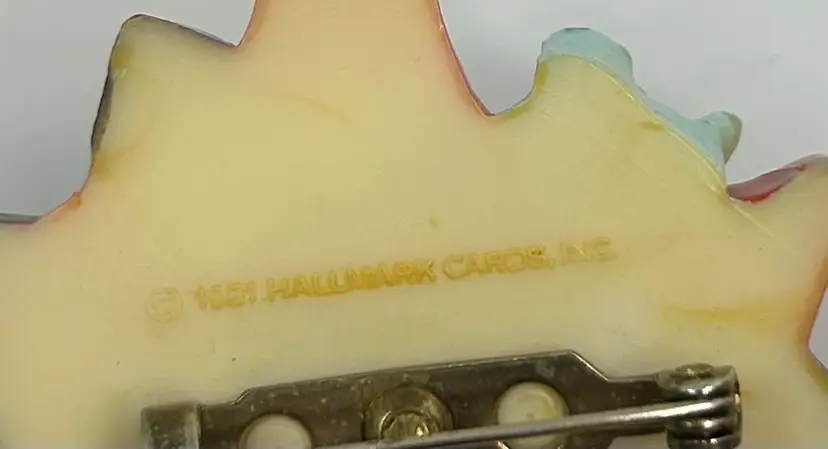 © 1981 HALLMARK CARDS, INC.